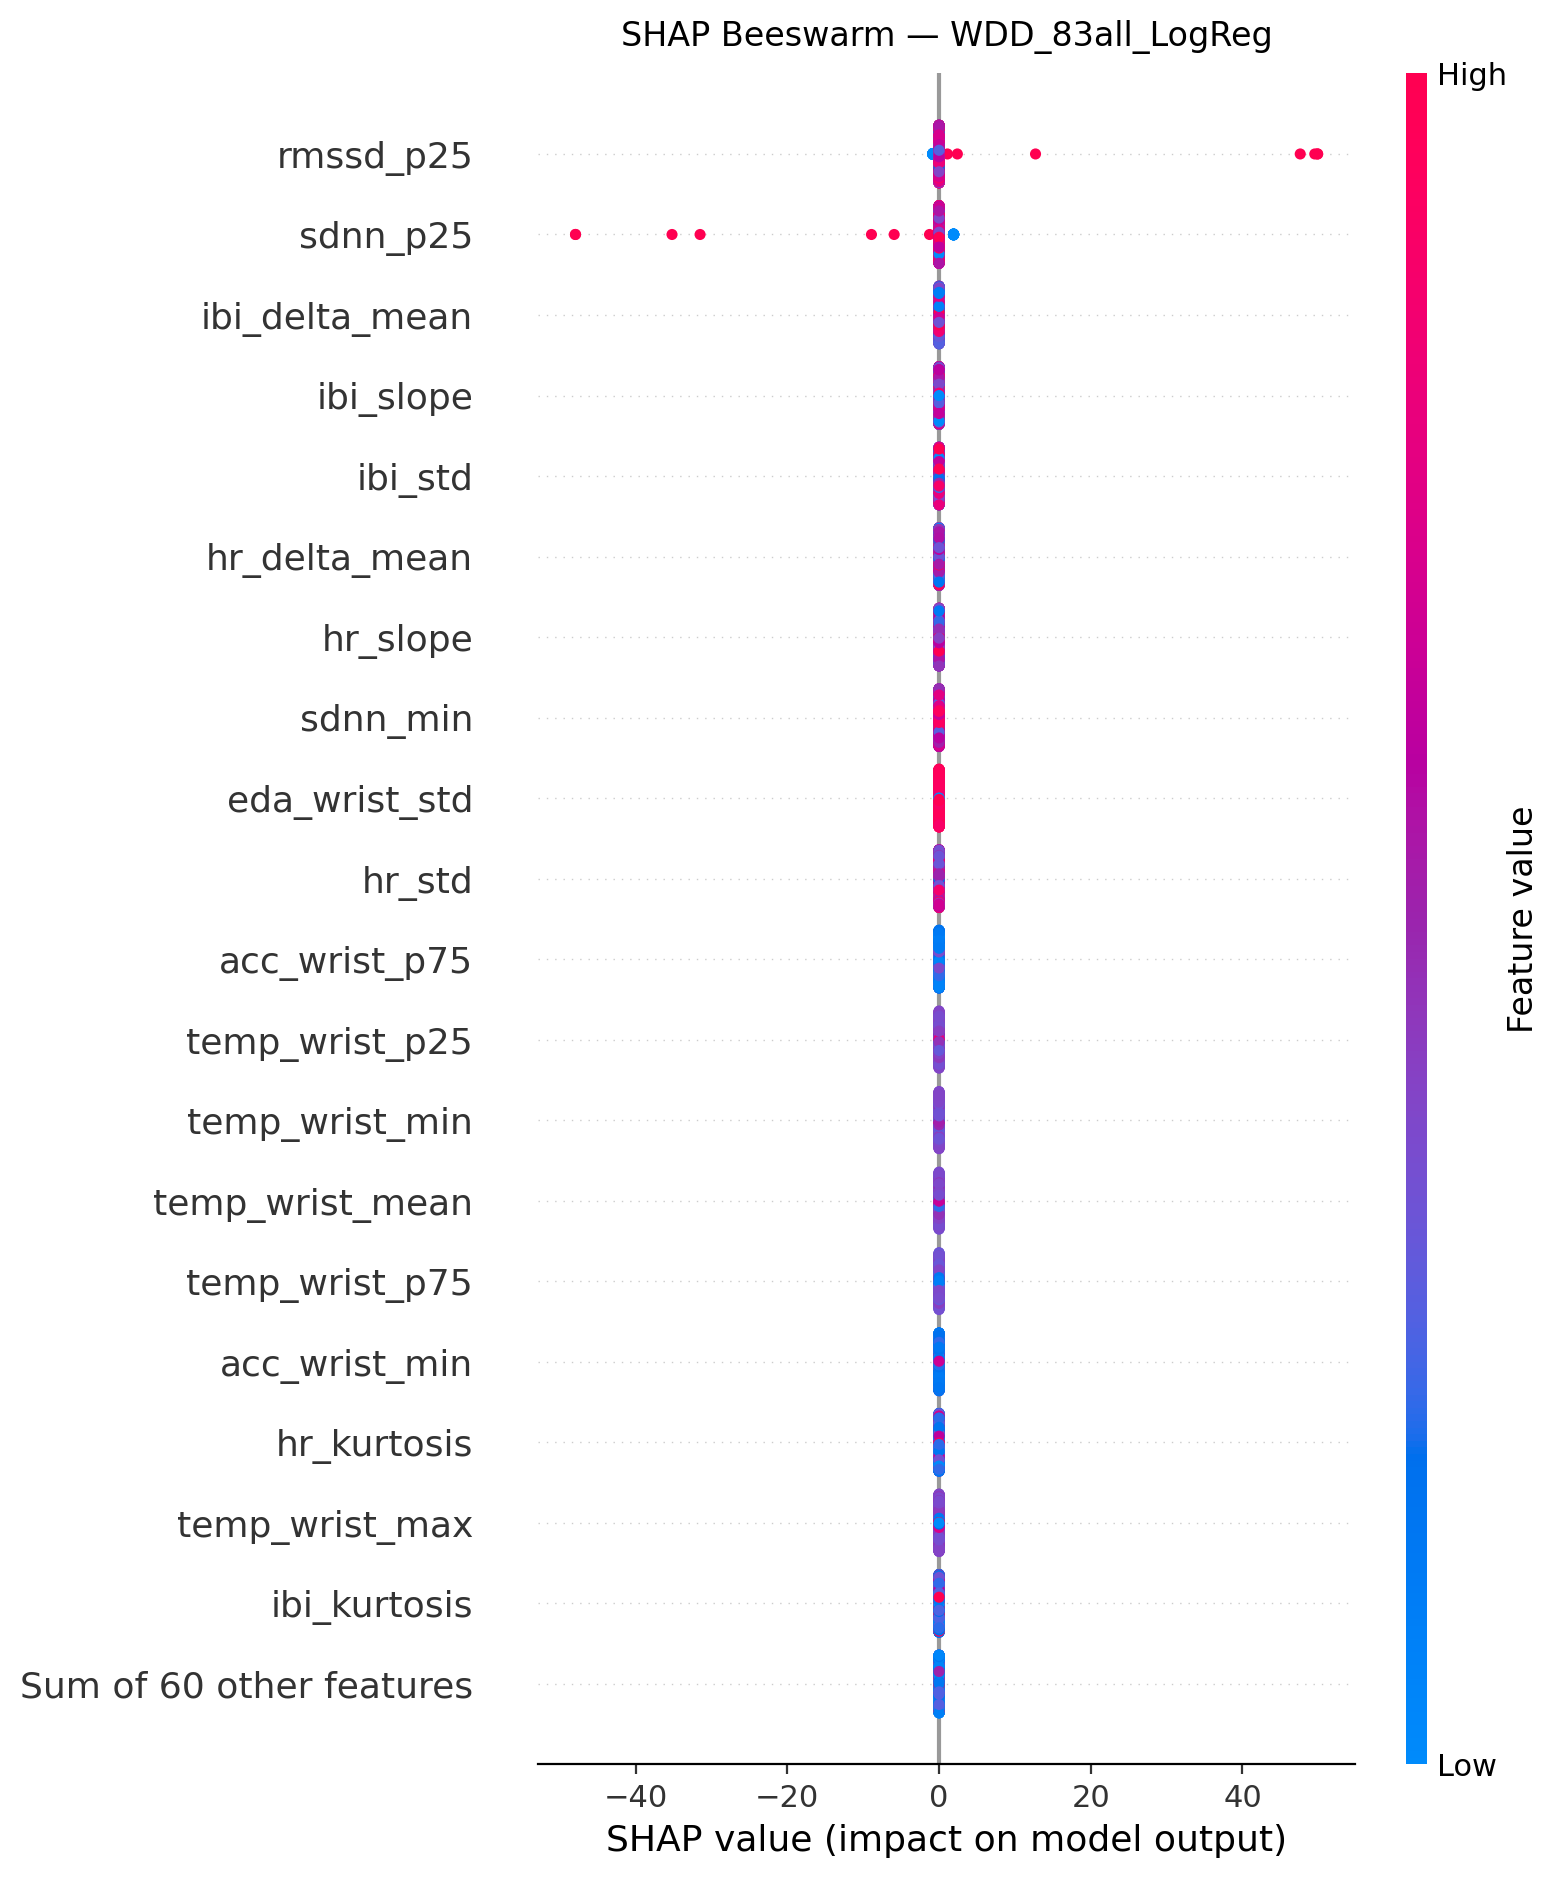 SHAP Beeswarm — WDD_83all_LogReg
High
rmssd_p25
sdnn_p25
ibi_delta_mean
ibi_slope
ibi_std
hr_delta_mean
hr_slope
sdnn_min
eda_wrist_std
hr_std
acc_wrist_p75
temp_wrist_p25
temp_wrist_min
temp_wrist_mean
temp_wrist_p75
acc_wrist_min
hr_kurtosis
temp_wrist_max
ibi_kurtosis
Sum of 60 other features
Feature value
Low
−40 −20 0 20 40
SHAP value (impact on model output)